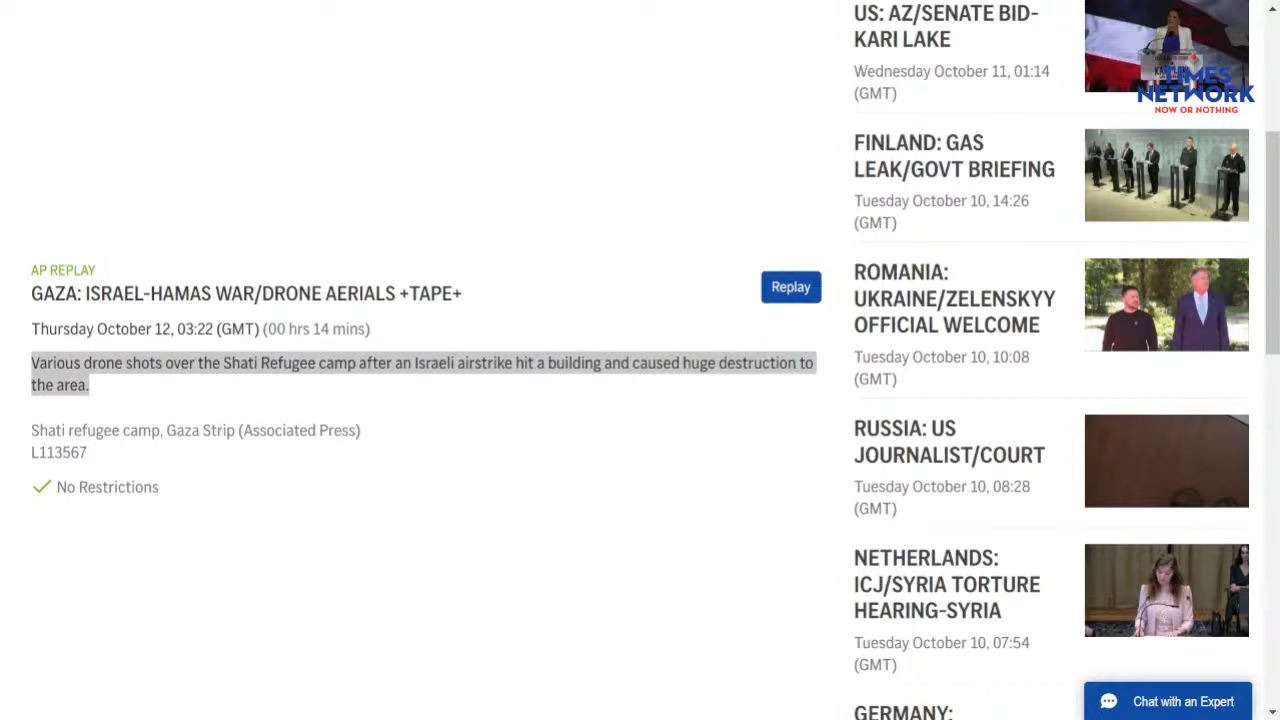 AP REPLAY
GAZA: ISRAEL-HAMAS WAR/DRONE AERIALS +TAPE+
Replay
Thursday October 12, 03:22 (GMT) (00 hrs 14 mins)
Various drone shots over the Shati Refugee camp after an Israeli airstrike hit a building and caused huge destruction to
the area.
Shati refugee camp, Gaza Strip (Associated Press)
L113567
No Restrictions
US: AZ/SENATE BID-
KARI LAKE
Wednesday October 11, 01:14
(GMT)
TIMES
NETWORK
NOW OR NOTHING
FINLAND: GAS
LEAK/GOVT BRIEFING
Tuesday October 10, 14:26
(GMT)
ROMANIA:
UKRAINE/ZELENSKYY
OFFICIAL WELCOME
Tuesday October 10, 10:08
(GMT)
RUSSIA: US
JOURNALIST/COURT
Tuesday October 10, 08:28
(GMT)
NETHERLANDS:
ICJ/SYRIA TORTURE
HEARING-SYRIA
Tuesday October 10, 07:54
(GMT)
GERMANY:
Chat with an Expert